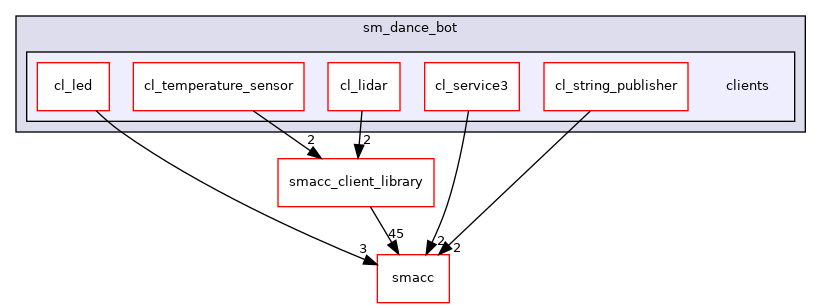 sm_dance_bot
cl_led
cl_temperature_sensor
cl_lidar
cl_service3
cl_string_publisher
clients
2
2
smacc_client_library
45
3
2
2
smacc